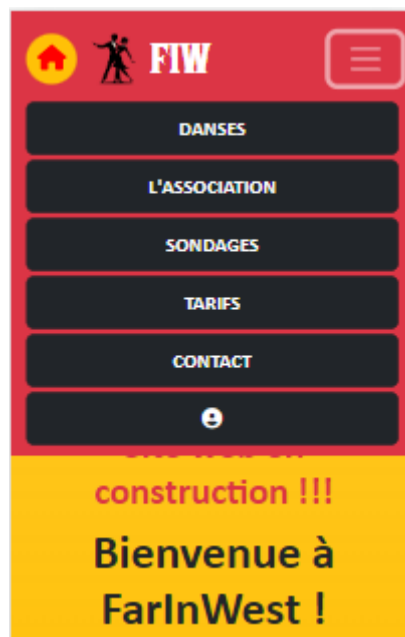 FIW
DANSES
L'ASSOCIATION
SONDAGES
TARIFS
CONTACT
construction !!!
Bienvenue à
FarInWest !